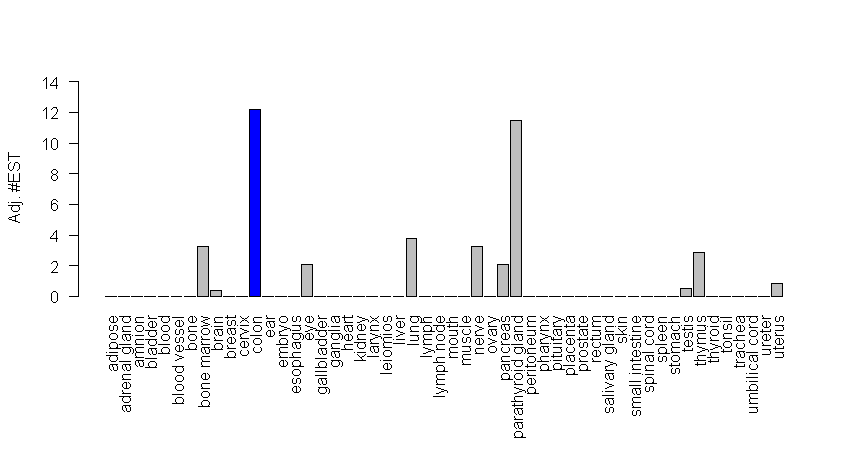 Adj. #EST
14
12
10
8
6
4
2
0
adipose
adrenal gland
amnion
bladder
blood
blood vessel
bone
bone marrow
brain
breast
cervix
colon
ear
embryo
esophagus
eye
gallbladder
ganglia
heart
kidney
larynx
leiomios
liver
lung
lymph
lymph node
mouth
muscle
nerve
ovary
pancreas
parathyroid gland
peritoneum
pharynx
pituitary
placenta
prostate
rectum
salivary gland
skin
small intestine
spinal cord
spleen
stomach
testis
thymus
thyroid
tonsil
trachea
umbilical cord
ureter
uterus